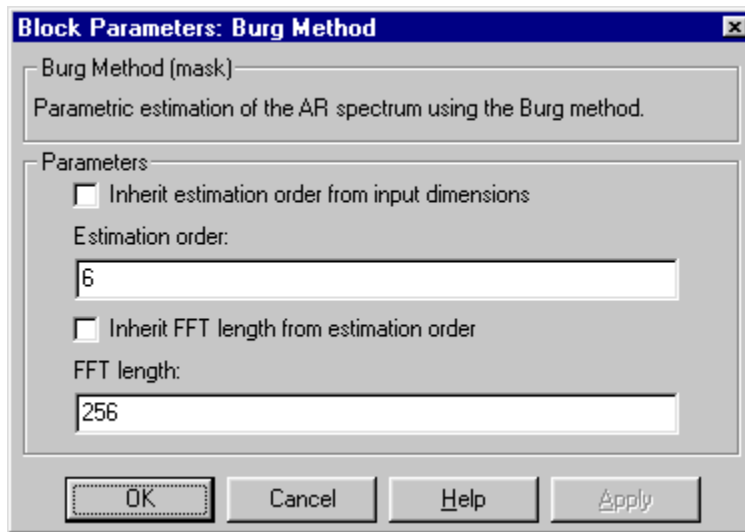 Block Parameters: Burg Method
Burg Method (mask)
Parametric estimation of the AR spectrum using the Burg method.
Parameters
Inherit estimation order from input dimensions
Estimation order:
6
Inherit FFT length from estimation order
FFT length:
256
OK Cancel Help Apply